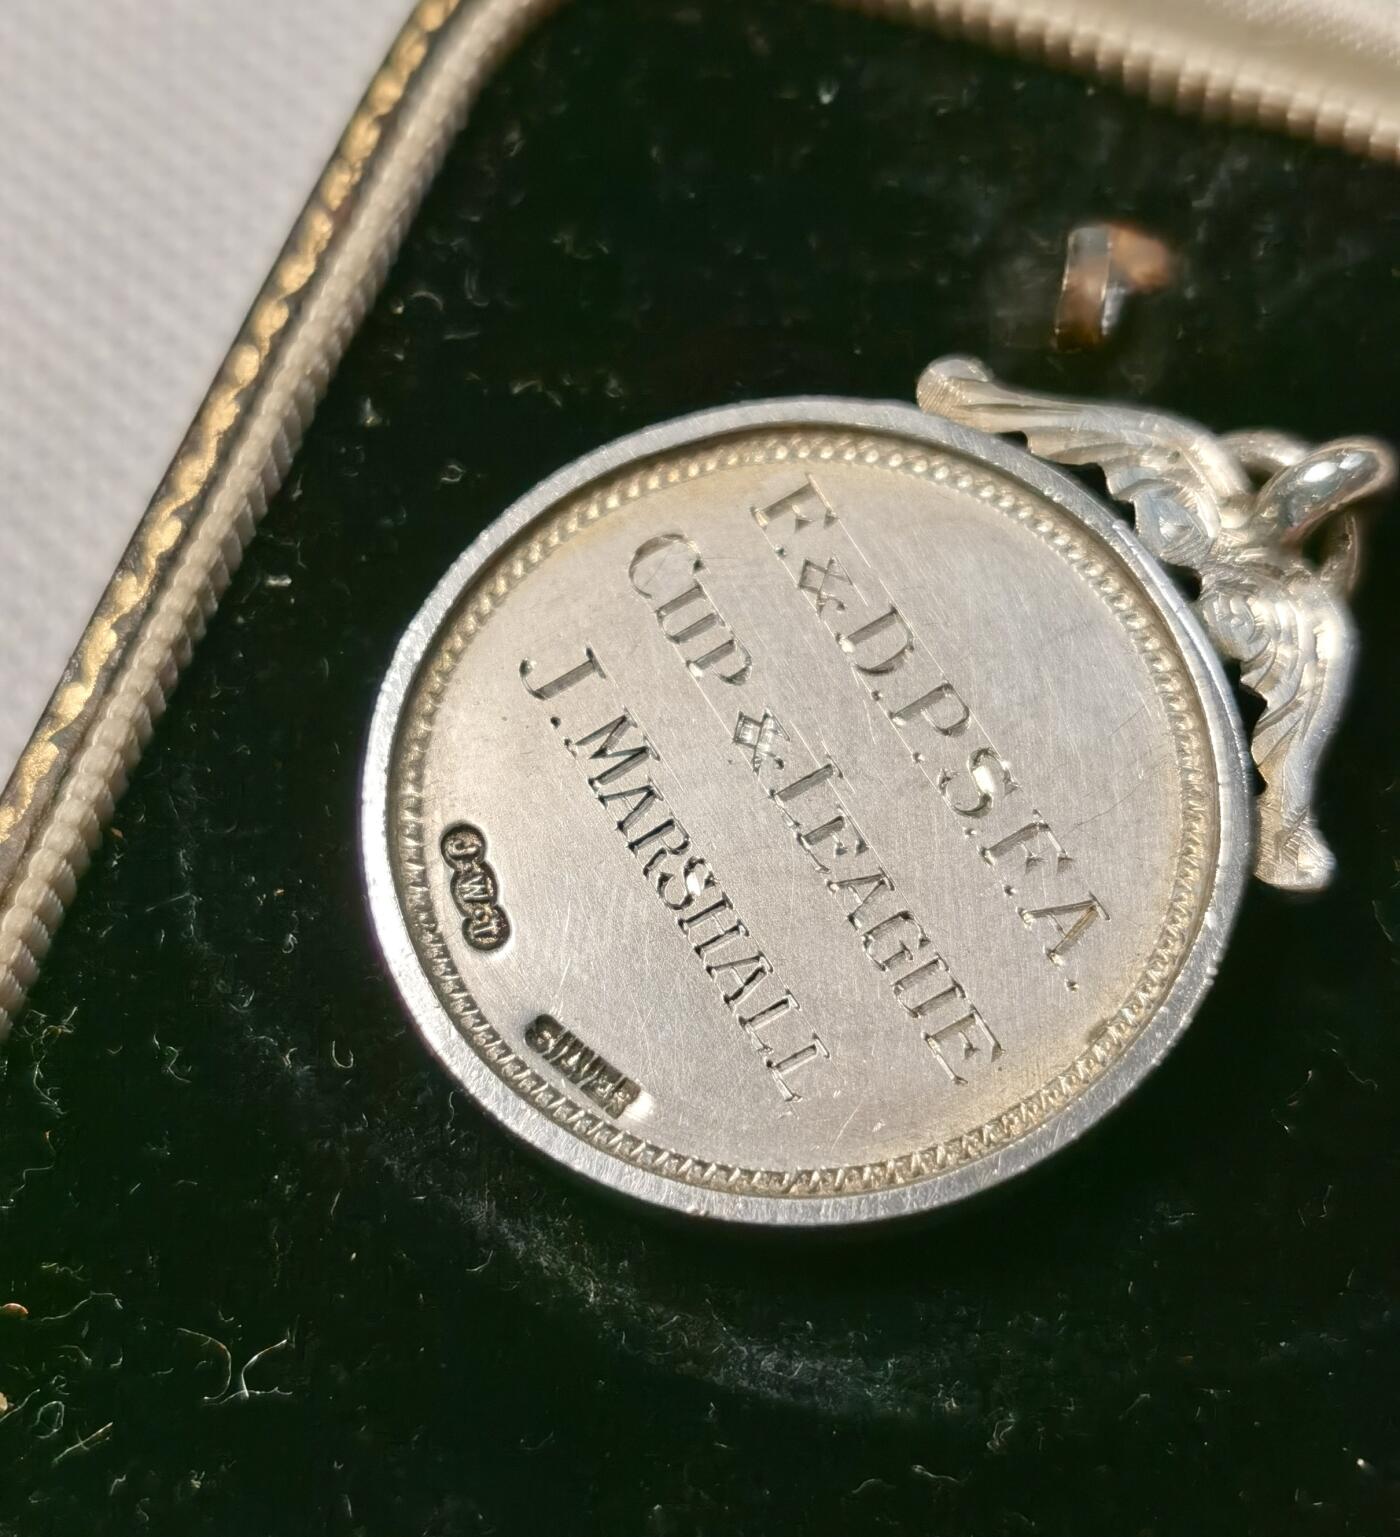 F. & D. P. S. F. A.
CUP & LEAGUE
J. MARSHALL
J.W.T
SILVER